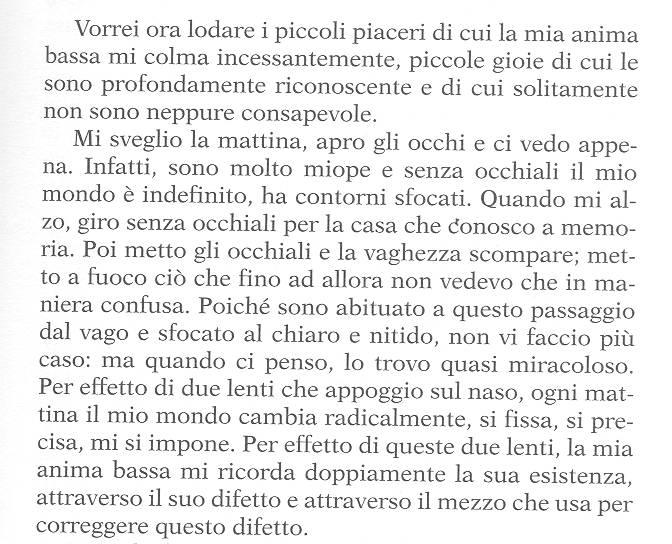 Vorrei ora lodare i piccoli piaceri di cui la mia anima
bassa mi colma incessantemente, piccole gioie di cui le
sono profondamente riconoscente e di cui solitamente
non sono neppure consapevole.
Mi sveglio la mattina, apro gli occhi e ci vedo appe-
na. Infatti, sono molto miope e senza occhiali il mio
mondo è indefinito, ha contorni sfocati. Quando mi al-
zo, giro senza occhiali per la casa che conosco a memo-
ria. Poi metto gli occhiali e la vaghezza scompare; met-
to a fuoco ciò che fino ad allora non vedevo che in ma-
niera confusa. Poiché sono abituato a questo passaggio
dal vago e sfocato al chiaro e nitido, non vi faccio più
caso: ma quando ci penso, lo trovo quasi miracoloso.
Per effetto di due lenti che appoggio sul naso, ogni mat-
tina il mio mondo cambia radicalmente, si fissa, si pre-
cisa, mi si impone. Per effetto di queste due lenti, la mia
anima bassa mi ricorda doppiamente la sua esistenza,
attraverso il suo difetto e attraverso il mezzo che usa per
correggere questo difetto.